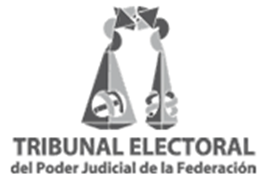 TRIBUNAL ELECTORAL
del Poder Judicial de la Federación